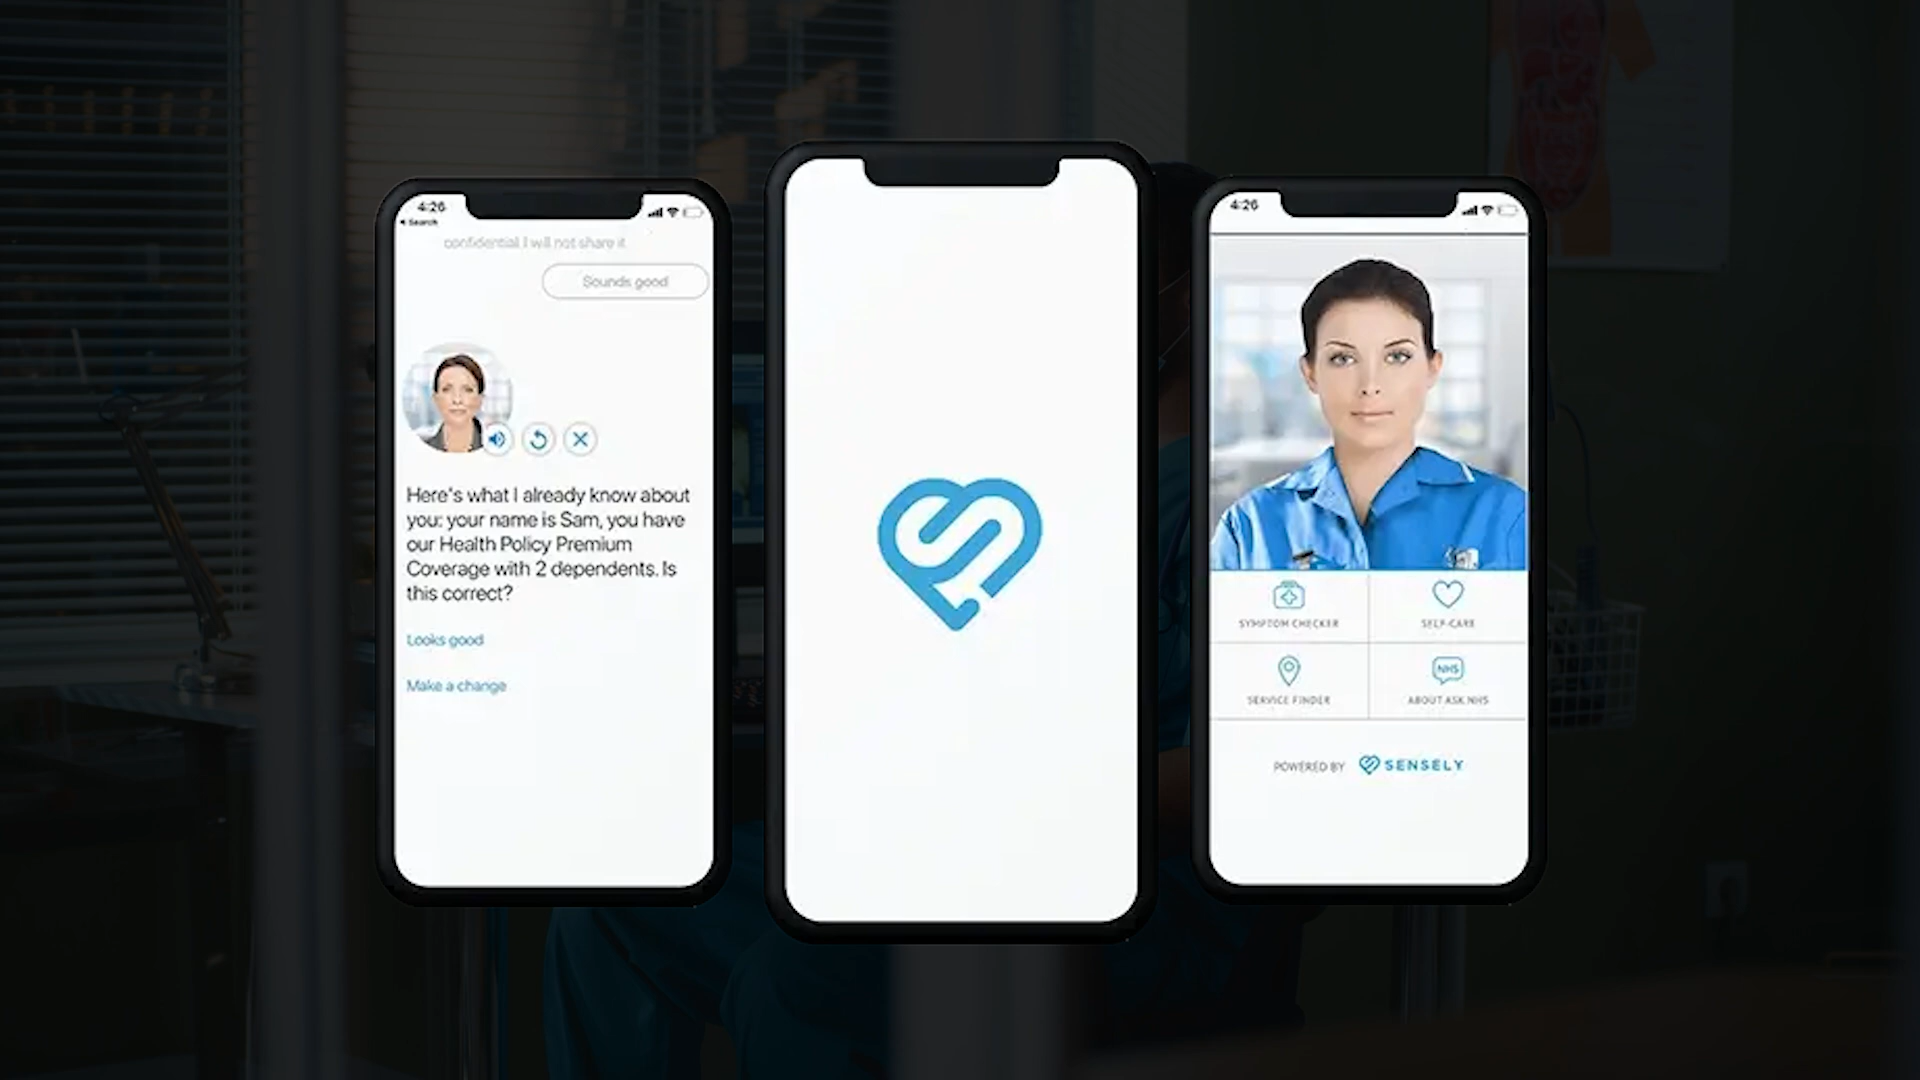 4:26
Search
confidential. I will not share it
Sounds good
Here's what I already know about
you: your name is Sam, you have
our Health Policy Premium
Coverage with 2 dependents. Is
this correct?
Looks good
Make a change
4:26
SYMPTOM CHECKER
SELF-CARE
SERVICE FINDER
NHS
ABOUT ASK NHS
POWERED BY SENSELY